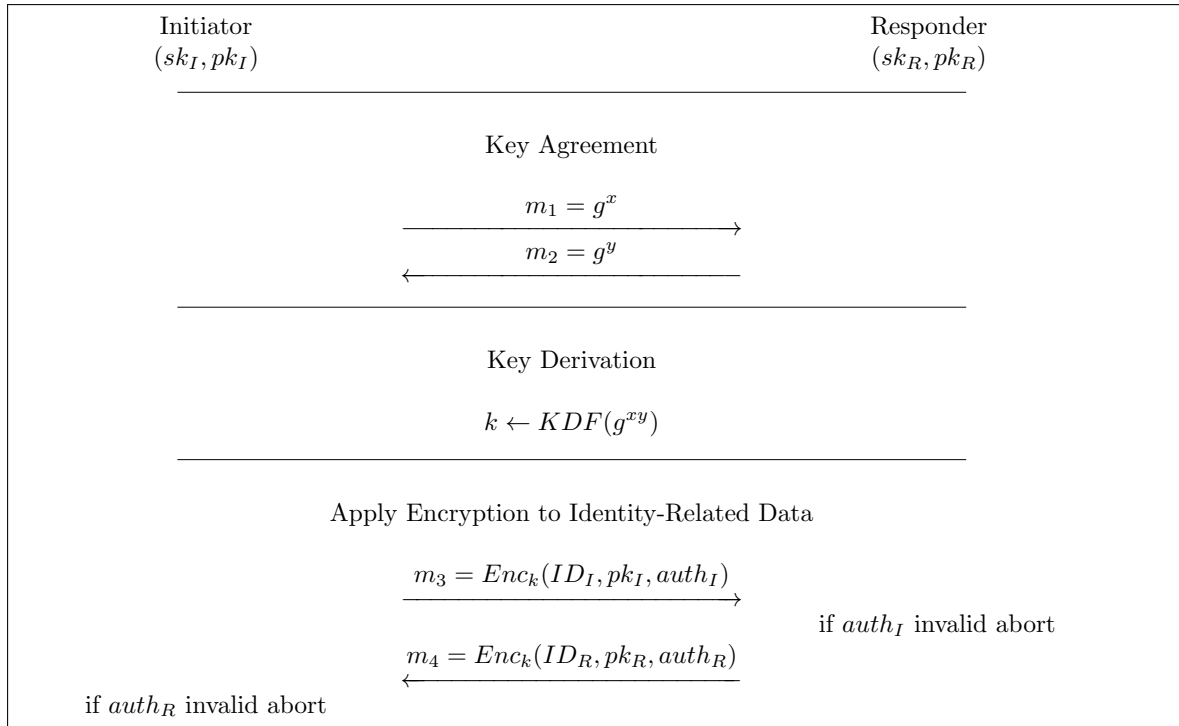 Initiator Responder
(sk_I, pk_I) (sk_R, pk_R)
Key Agreement
m_1 = g^x
m_2 = g^y
Key Derivation
k ← KDF(g^{xy})
Apply Encryption to Identity-Related Data
m_3 = Enc_k(ID_I, pk_I, auth_I)
if auth_I invalid abort
m_4 = Enc_k(ID_R, pk_R, auth_R)
if auth_R invalid abort